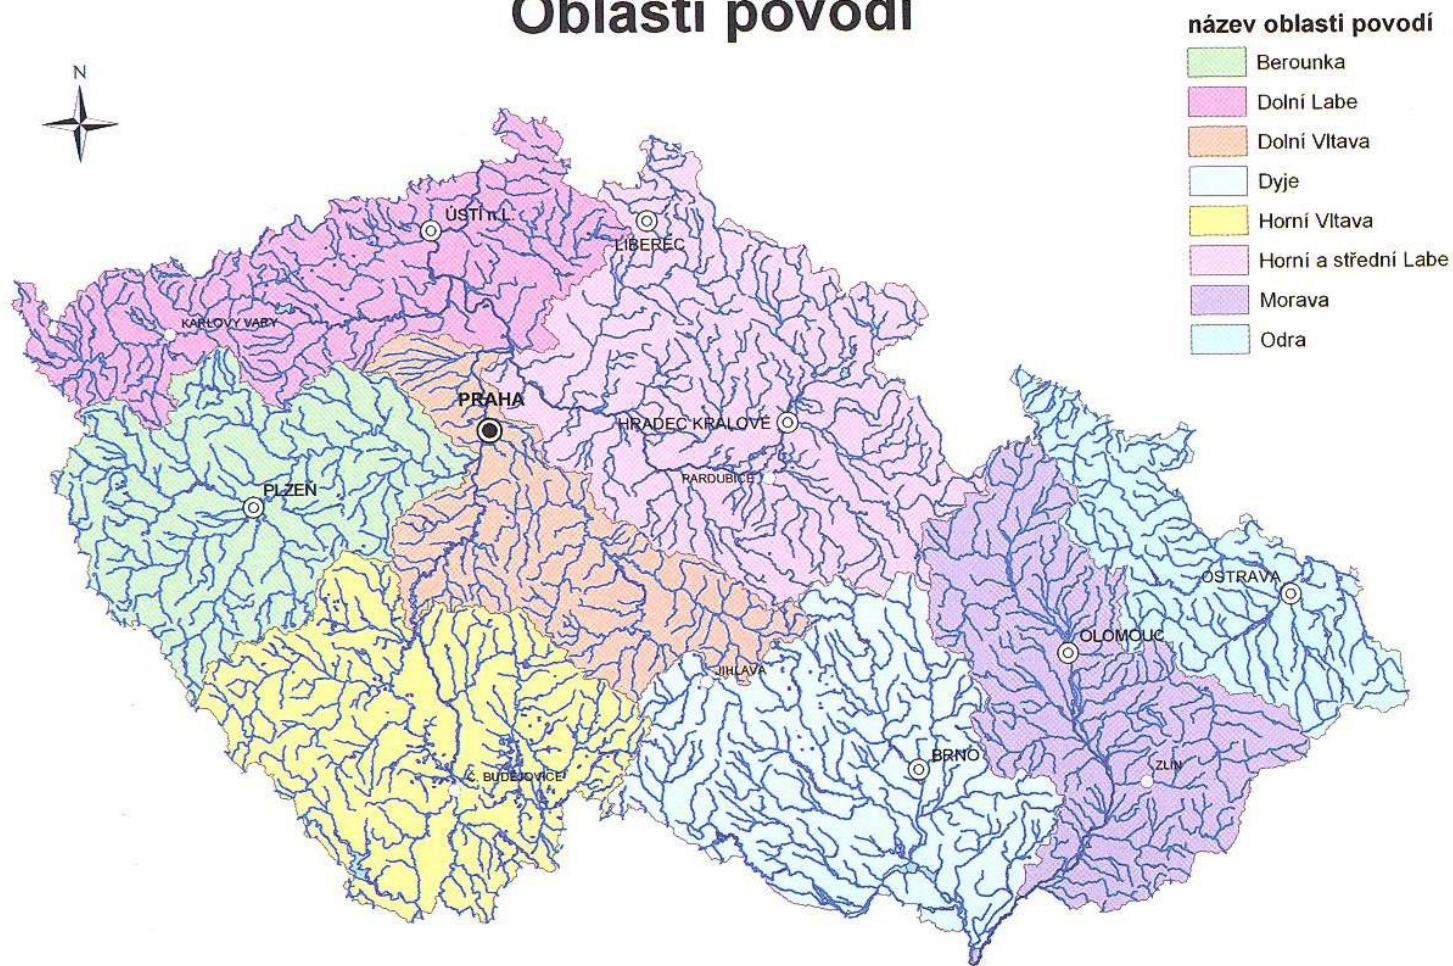 Oblasti povodí
název oblasti povodí
Berounka
Dolní Labe
Dolní Vltava
Dyje
Horní Vltava
Horní a střední Labe
Morava
Odra
N
ÚSTÍ n.L.
LIBEREC
KARLOVY VARY
PRAHA
HRADEC KRÁLOVÉ
PARDUBICE
PLZEŇ
OSTRAVA
OLOMOUC
JIHLAVA
BRNO
ZLÍN
Č. BUDĚJOVICE